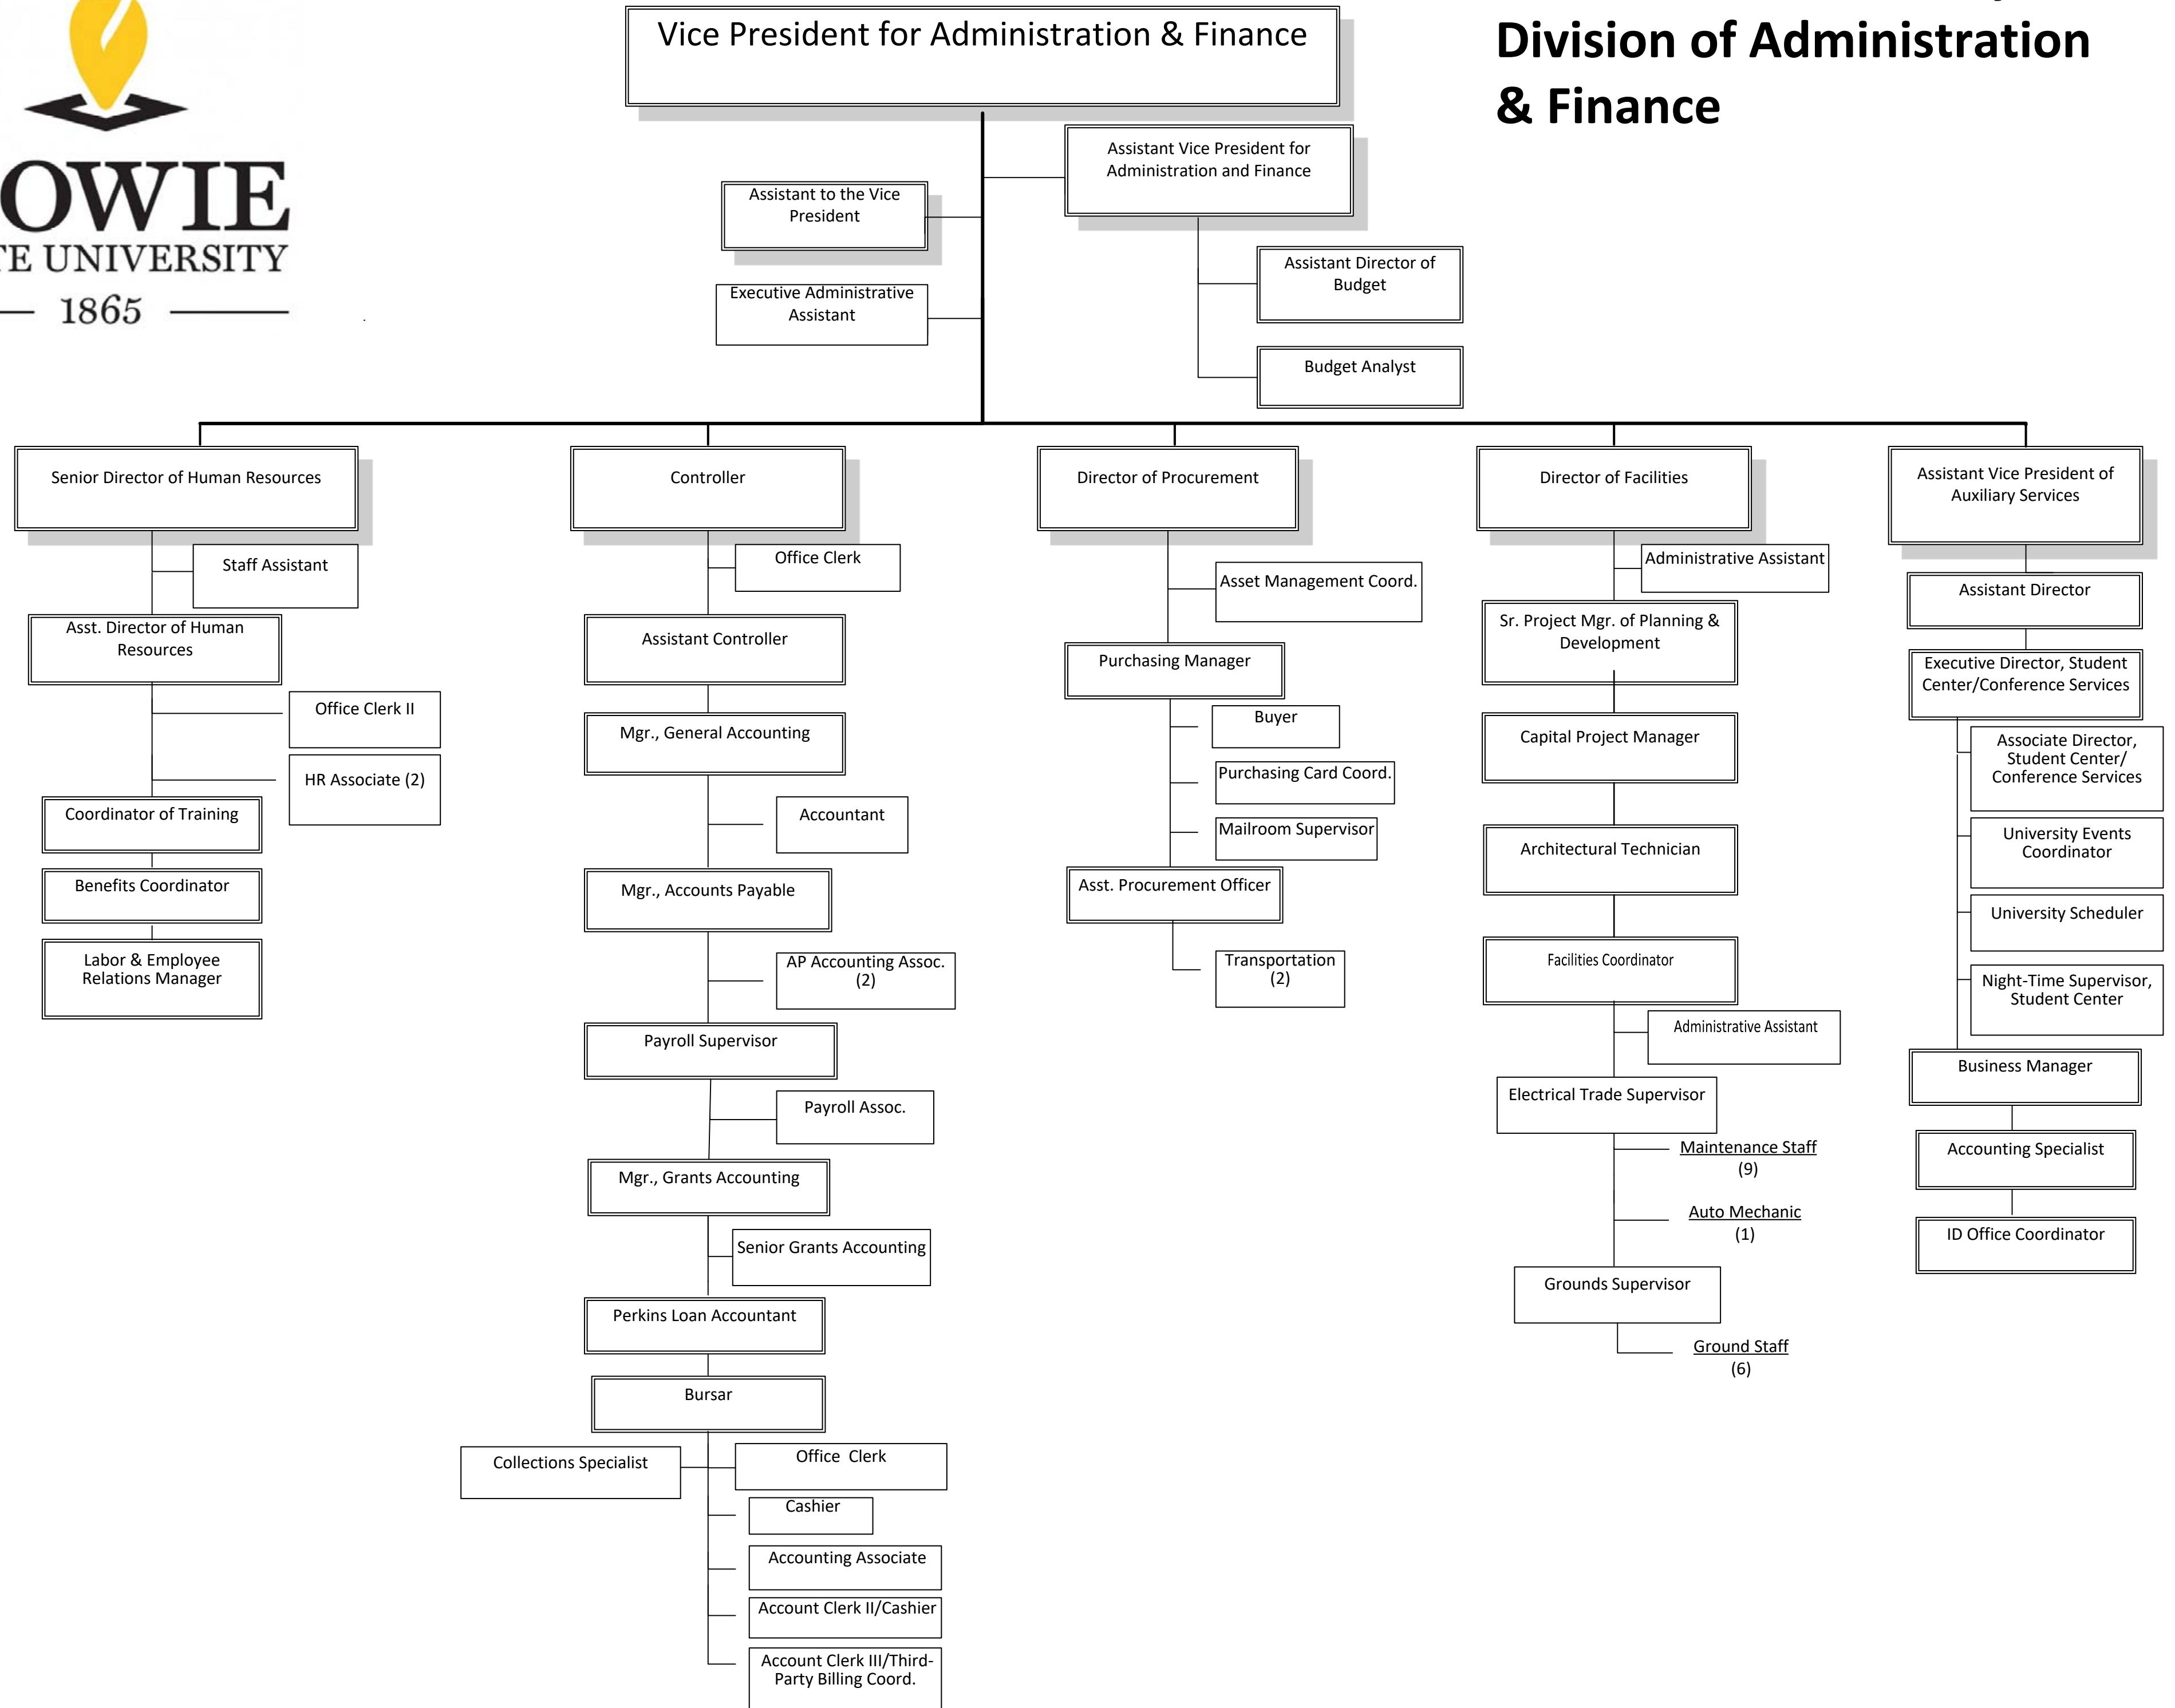 Vice President for Administration & Finance
Division of Administration
& Finance
OWIE
TE UNIVERSITY
1865
Assistant Vice President for
Administration and Finance
Assistant to the Vice
President
Executive Administrative
Assistant
Assistant Director of
Budget
Budget Analyst
Senior Director of Human Resources
Staff Assistant
Asst. Director of Human
Resources
Office Clerk II
HR Associate (2)
Coordinator of Training
Benefits Coordinator
Labor & Employee
Relations Manager
Controller
Office Clerk
Assistant Controller
Mgr., General Accounting
Accountant
Mgr., Accounts Payable
AP Accounting Assoc.
(2)
Payroll Supervisor
Payroll Assoc.
Mgr., Grants Accounting
Senior Grants Accounting
Perkins Loan Accountant
Bursar
Collections Specialist
Office Clerk
Cashier
Accounting Associate
Account Clerk II/Cashier
Account Clerk III/Third-
Party Billing Coord.
Director of Procurement
Asset Management Coord.
Purchasing Manager
Buyer
Purchasing Card Coord.
Mailroom Supervisor
Asst. Procurement Officer
Transportation
(2)
Director of Facilities
Administrative Assistant
Sr. Project Mgr. of Planning &
Development
Capital Project Manager
Architectural Technician
Facilities Coordinator
Administrative Assistant
Electrical Trade Supervisor
Maintenance Staff
(9)
Auto Mechanic
(1)
Grounds Supervisor
Ground Staff
(6)
Assistant Vice President of
Auxiliary Services
Assistant Director
Executive Director, Student
Center/Conference Services
Associate Director,
Student Center/
Conference Services
University Events
Coordinator
University Scheduler
Night-Time Supervisor,
Student Center
Business Manager
Accounting Specialist
ID Office Coordinator